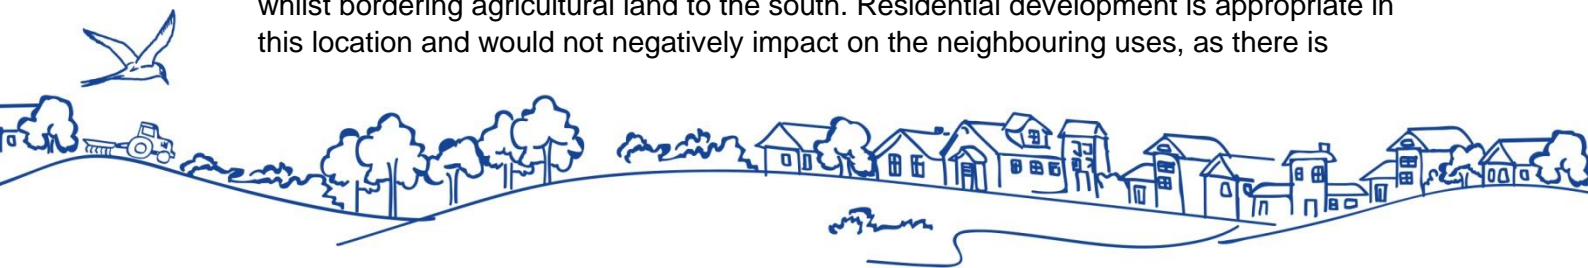 whilst bordering agricultural land to the south. Residential development is appropriate in
this location and would not negatively impact on the neighbouring uses, as there is